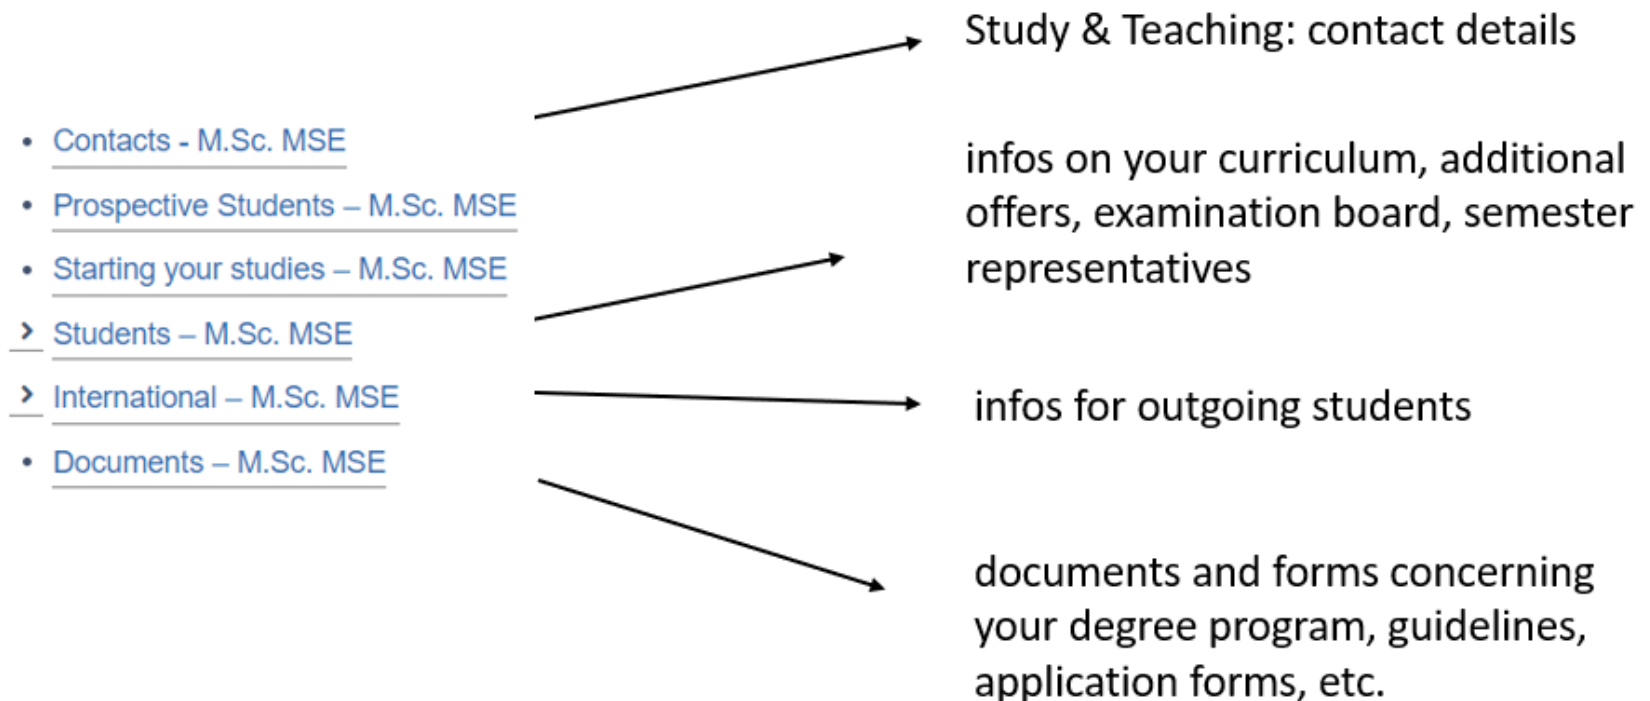 Contacts - M.Sc. MSE
Prospective Students – M.Sc. MSE
Starting your studies – M.Sc. MSE
Students – M.Sc. MSE
International – M.Sc. MSE
Documents – M.Sc. MSE
Study & Teaching: contact details
infos on your curriculum, additional
offers, examination board, semester
representatives
infos for outgoing students
documents and forms concerning
your degree program, guidelines,
application forms, etc.